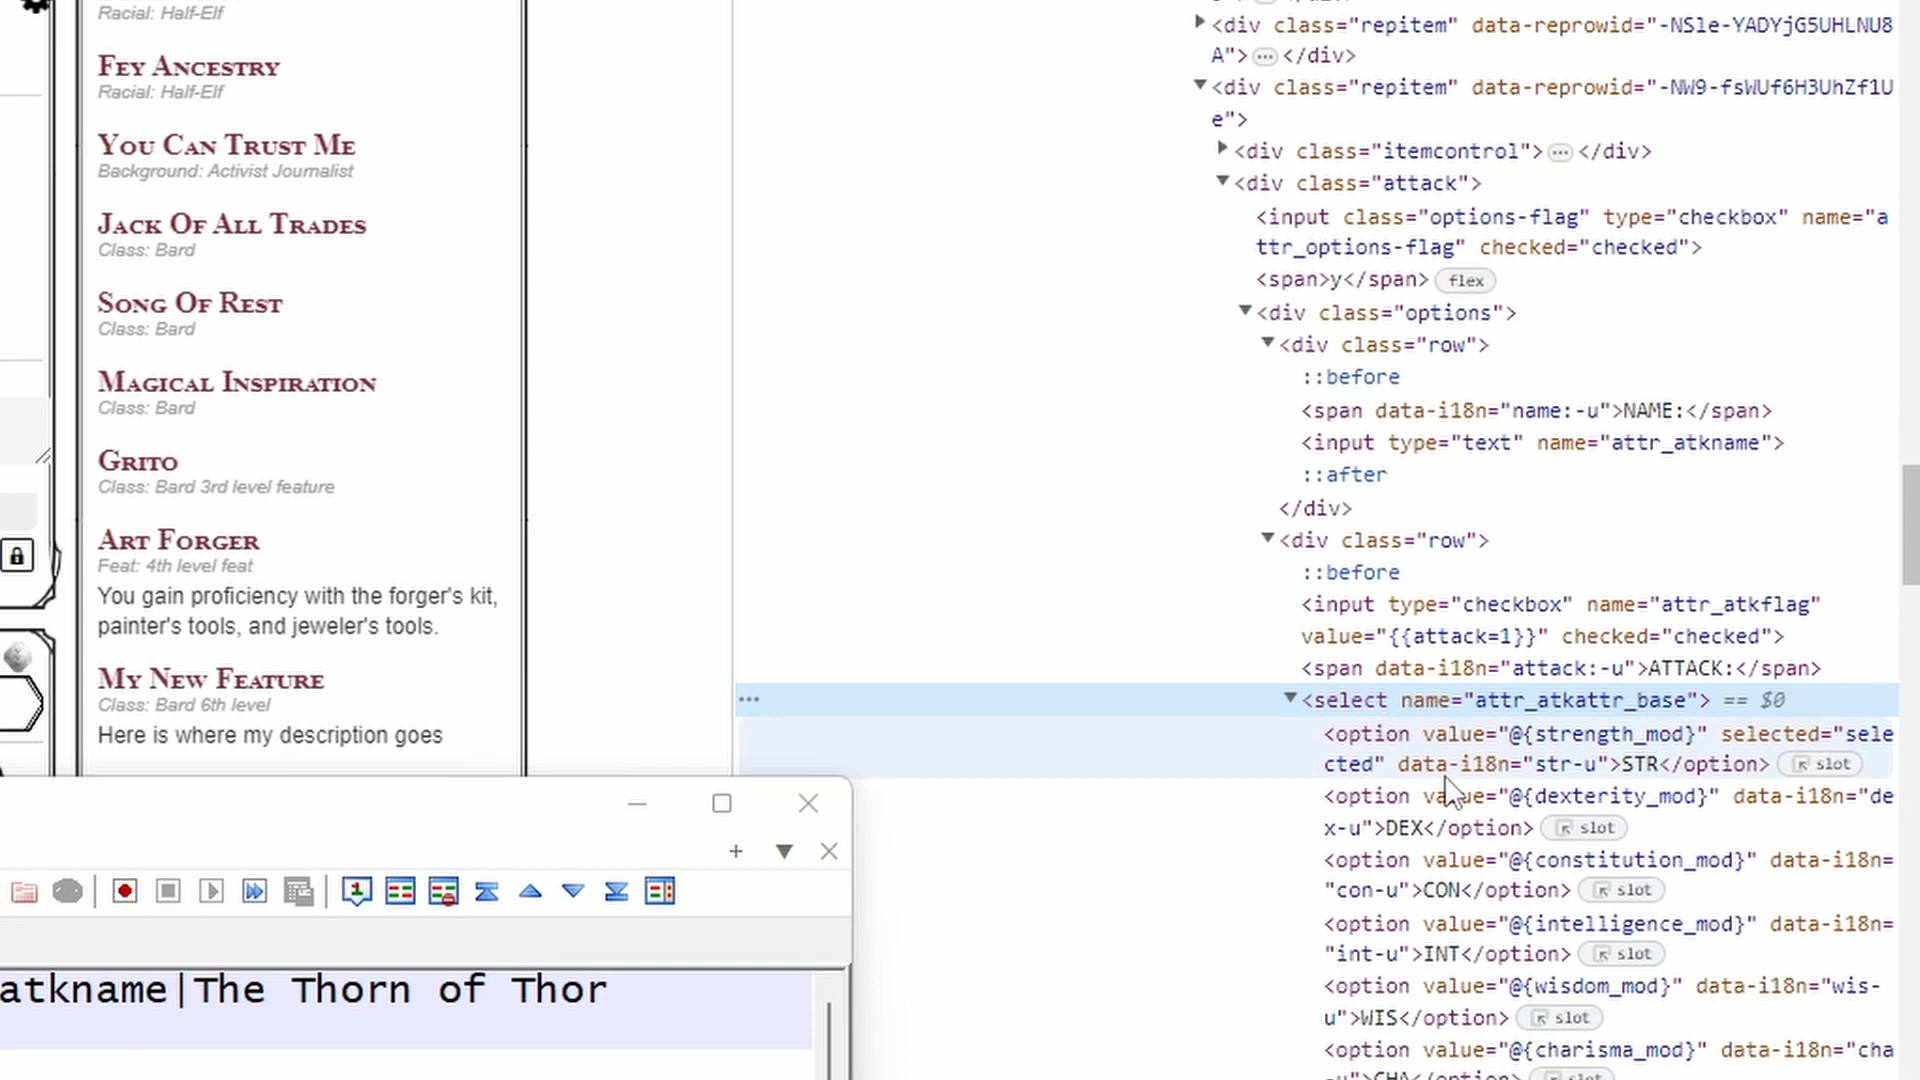 Racial: Half-Elf
Fey Ancestry
Racial: Half-Elf
You Can Trust Me
Background: Activist Journalist
Jack Of All Trades
Class: Bard
Song Of Rest
Class: Bard
Magical Inspiration
Class: Bard
Grito
Class: Bard 3rd level feature
Art Forger
Feat: 4th level feat
You gain proficiency with the forger's kit,
painter's tools, and jeweler's tools.
My New Feature
Class: Bard 6th level
Here is where my description goes
atkname|The Thorn of Thor
<div class="repitem" data-reprowid="-NSle-YADYjG5UHLNU8
A"> … </div>
<div class="repitem" data-reprowid="-NW9-fsWUf6H3UhZf1U
e">
<div class="itemcontrol"> … </div>
<div class="attack">
<input class="options-flag" type="checkbox" name="a
ttr_options-flag" checked="checked">
<span>y</span> flex
<div class="options">
<div class="row">
::before
<span data-i18n="name:-u">NAME:</span>
<input type="text" name="attr_atkname">
::after
</div>
<div class="row">
::before
<input type="checkbox" name="attr_atkflag"
value="{{attack=1}}" checked="checked">
<span data-i18n="attack:-u">ATTACK:</span>
<select name="attr_atkattr_base"> == $0
<option value="@{strength_mod}" selected="sele
cted" data-i18n="str-u">STR</option> slot
<option value="@{dexterity_mod}" data-i18n="de
x-u">DEX</option> slot
<option value="@{constitution_mod}" data-i18n=
"con-u">CON</option> slot
<option value="@{intelligence_mod}" data-i18n=
"int-u">INT</option> slot
<option value="@{wisdom_mod}" data-i18n="wis-
u">WIS</option> slot
<option value="@{charisma_mod}" data-i18n="cha
-u">CHA</option> slot